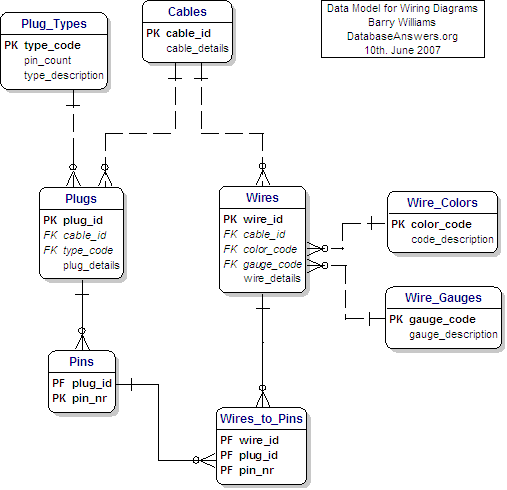 Plug_Types
PK type_code
pin_count
type_description
Cables
PK cable_id
cable_details
Data Model for Wiring Diagrams
Barry Williams
DatabaseAnswers.org
10th. June 2007
Plugs
PK plug_id
FK cable_id
FK type_code
plug_details
Wires
PK wire_id
FK cable_id
FK color_code
FK gauge_code
wire_details
Wire_Colors
PK color_code
code_description
Wire_Gauges
PK gauge_code
gauge_description
Pins
PF plug_id
PK pin_nr
Wires_to_Pins
PF wire_id
PF plug_id
PF pin_nr